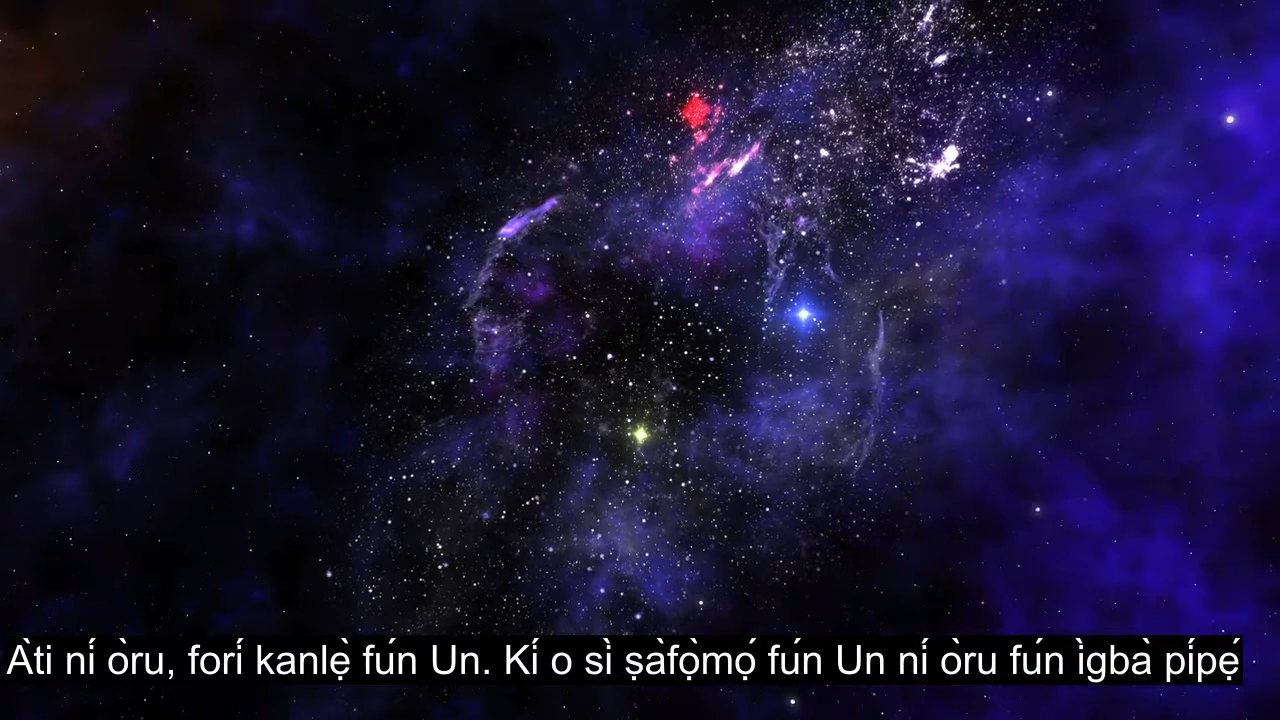 Àti ní òru, forí kanlẹ̀ fún Un. Kí o sì ṣàfọ̀mọ́ fún Un ní òru fún ìgbà pípẹ́